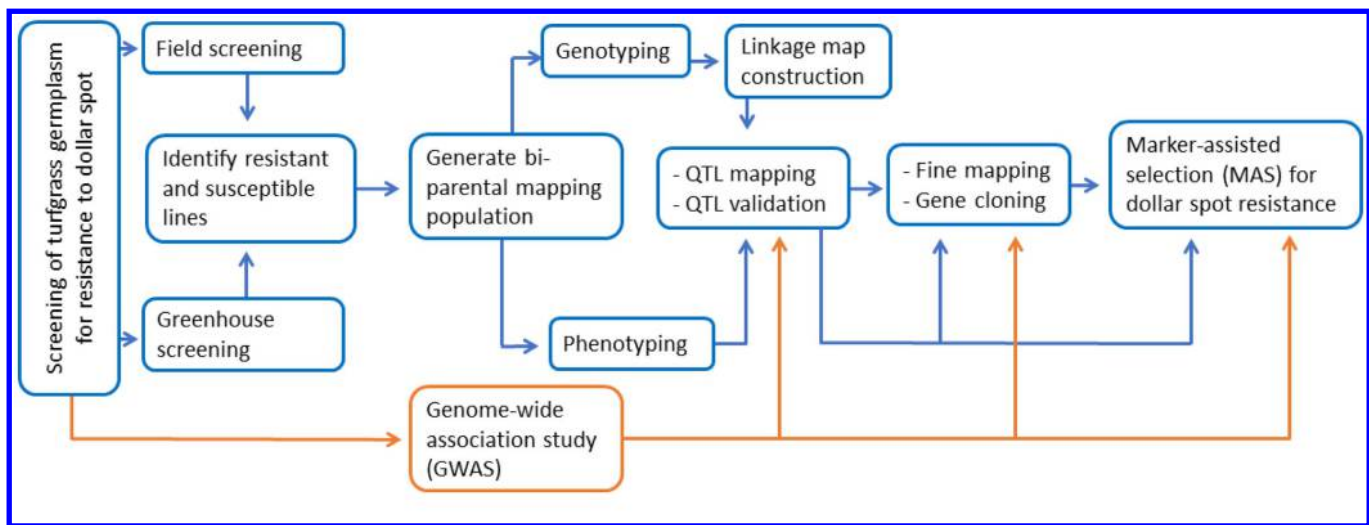 Screening of turfgrass germplasm
for resistance to dollar spot
Field screening
Identify resistant
and susceptible
lines
Greenhouse
screening
Generate bi-
parental mapping
population
Genotyping
Linkage map
construction
Phenotyping
- QTL mapping
- QTL validation
- Fine mapping
- Gene cloning
Marker-assisted
selection (MAS) for
dollar spot resistance
Genome-wide
association study
(GWAS)